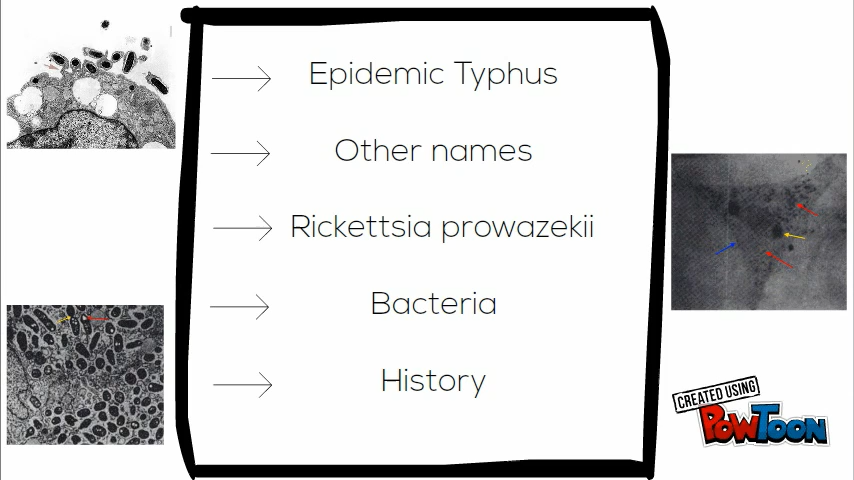 Epidemic Typhus
Other names
Rickettsia prowazekii
Bacteria
History
CREATED USING
POWTOON